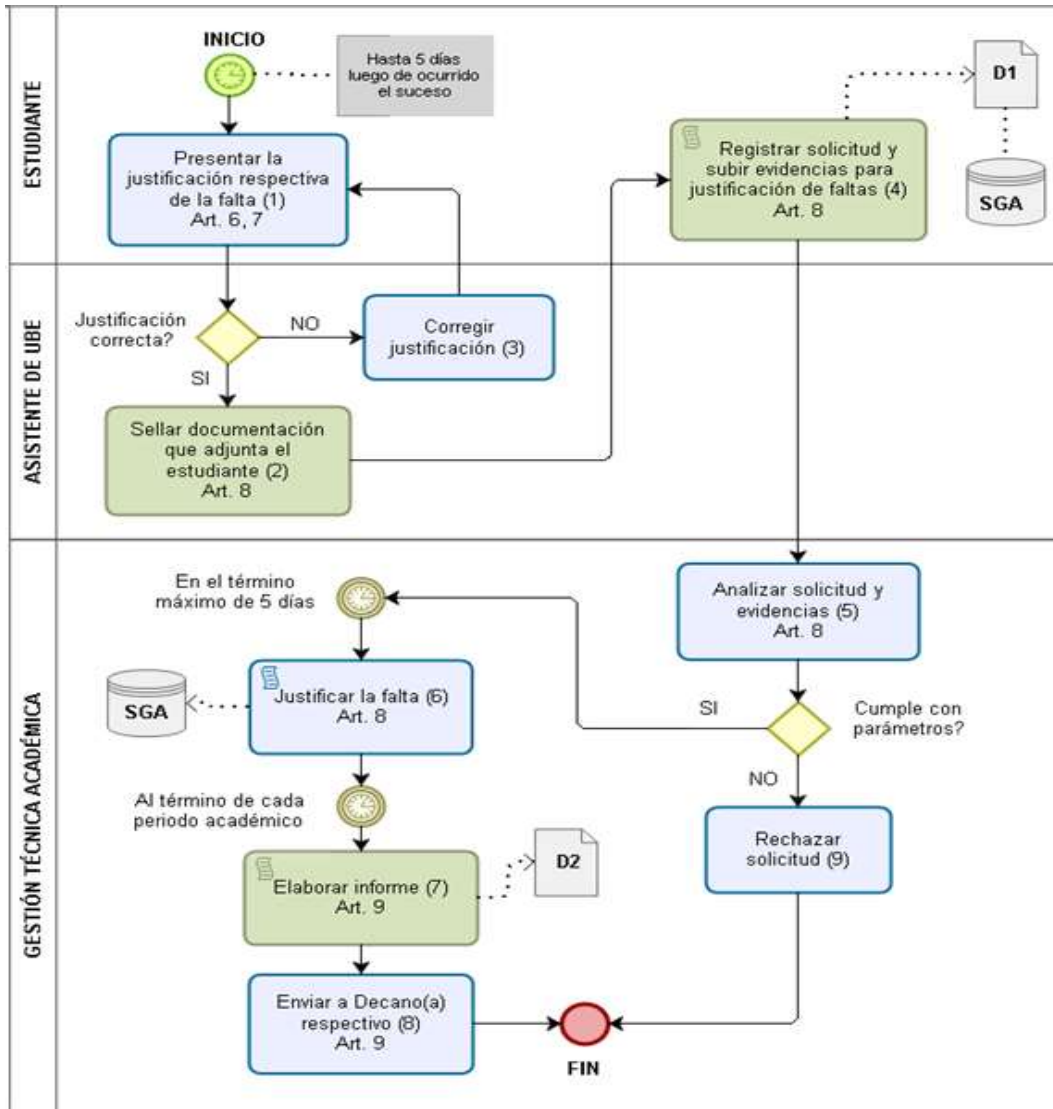 ESTUDIANTE
INICIO
Hasta 5 días
luego de ocurrido
el suceso
Presentar la
justificación respectiva
de la falta (1)
Art. 6, 7
Registrar solicitud y
subir evidencias para
justificación de faltas (4)
Art. 8
D1
SGA
ASISTENTE DE UBE
Justificación
correcta?
NO
SI
Corregir
justificación (3)
Sellar documentación
que adjunta el
estudiante (2)
Art. 8
GESTIÓN TÉCNICA ACADÉMICA
En el término
máximo de 5 días
Analizar solicitud y
evidencias (5)
Art. 8
SGA
Justificar la falta (6)
Art. 8
SI
Cumple con
parámetros?
NO
Al término de cada
periodo académico
Rechazar
solicitud (9)
Elaborar informe (7)
Art. 9
D2
Enviar a Decano(a)
respectivo (8)
Art. 9
FIN